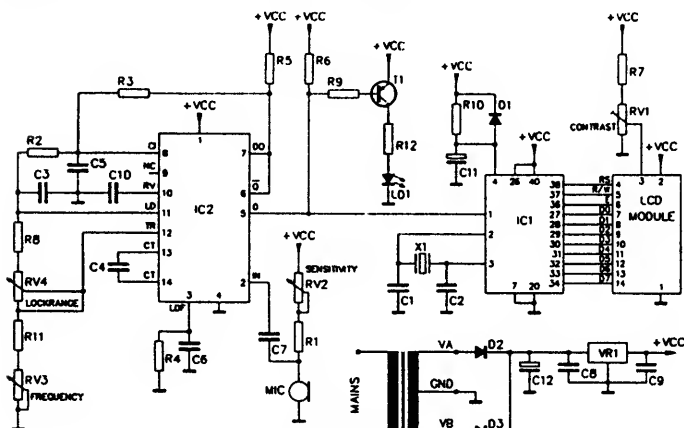 +VCC
+VCC
+VCC
+VCC
R5
R6
R7
R3
R9
T1
+VCC
+VCC
R10
D1
RV1
CONTRAST
R2
C5
R12
C11
LD1
+VCC
C3
C10
R8
RV4
LOCKRANGE
C4
R11
RV3
FREQUENCY
CI 8
NC 9
RV 10
LD 11
TR 12
CT 13
CT 14
1
IC2
7 DO
6 Q
5 O
2 IN
3 4
LDF
R4
C6
C7
+VCC
SENSITIVITY
RV2
R1
MIC
4 26 40
IC1
1
2
3
7 20
X1
C1
C2
38 RS 4
37 R/W 5
36 E 6
27 D0 7
28 D1 8
29 D2 9
30 D3 10
31 D4 11
32 D5 12
33 D6 13
34 D7 14
3 2
LCD
MODULE
1
MAINS
VA
D2
GND
VB
D3
C12
C8
VR1
C9
+VCC